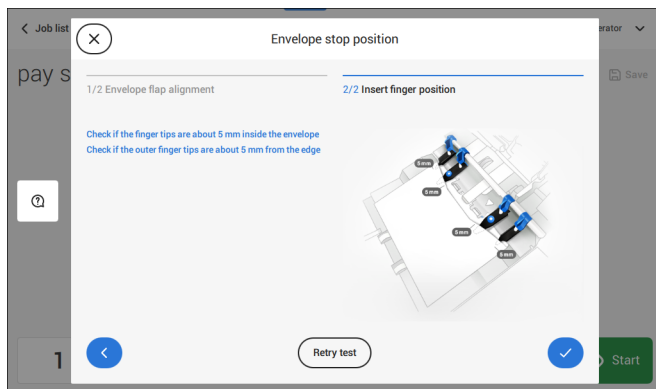 Job list
erator
Envelope stop position
pay s
Save
1/2 Envelope flap alignment
2/2 Insert finger position
Check if the finger tips are about 5 mm inside the envelope
Check if the outer finger tips are about 5 mm from the edge
5 mm
5 mm
5 mm
5 mm
1
Retry test
Start